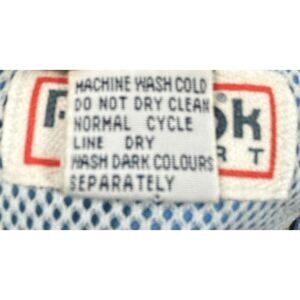 MACHINE WASH COLD
DO NOT DRY CLEAN
NORMAL CYCLE
LINE DRY
WASH DARK COLOURS
SEPARATELY